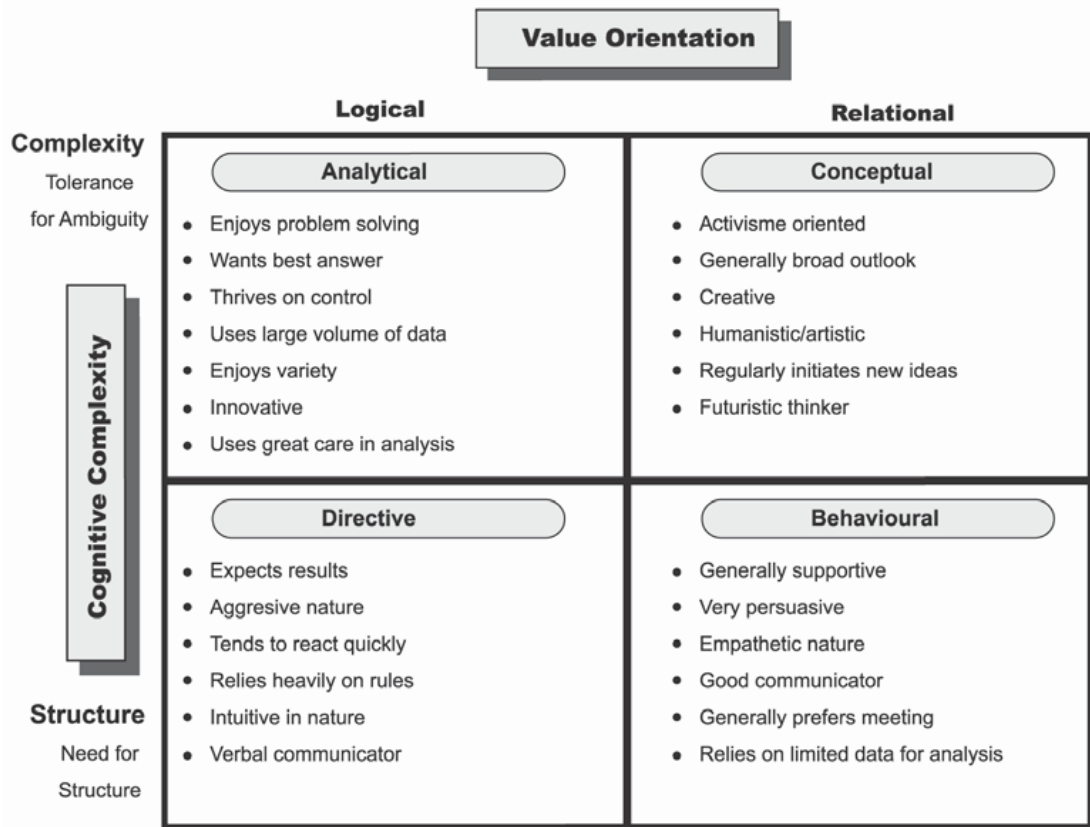 Value Orientation
Logical
Relational
Complexity
Tolerance
for Ambiguity
Cognitive Complexity
Structure
Need for
Structure
Analytical
• Enjoys problem solving
• Wants best answer
• Thrives on control
• Uses large volume of data
• Enjoys variety
• Innovative
• Uses great care in analysis
Conceptual
• Activisme oriented
• Generally broad outlook
• Creative
• Humanistic/artistic
• Regularly initiates new ideas
• Futuristic thinker
Directive
• Expects results
• Aggresive nature
• Tends to react quickly
• Relies heavily on rules
• Intuitive in nature
• Verbal communicator
Behavioural
• Generally supportive
• Very persuasive
• Empathetic nature
• Good communicator
• Generally prefers meeting
• Relies on limited data for analysis